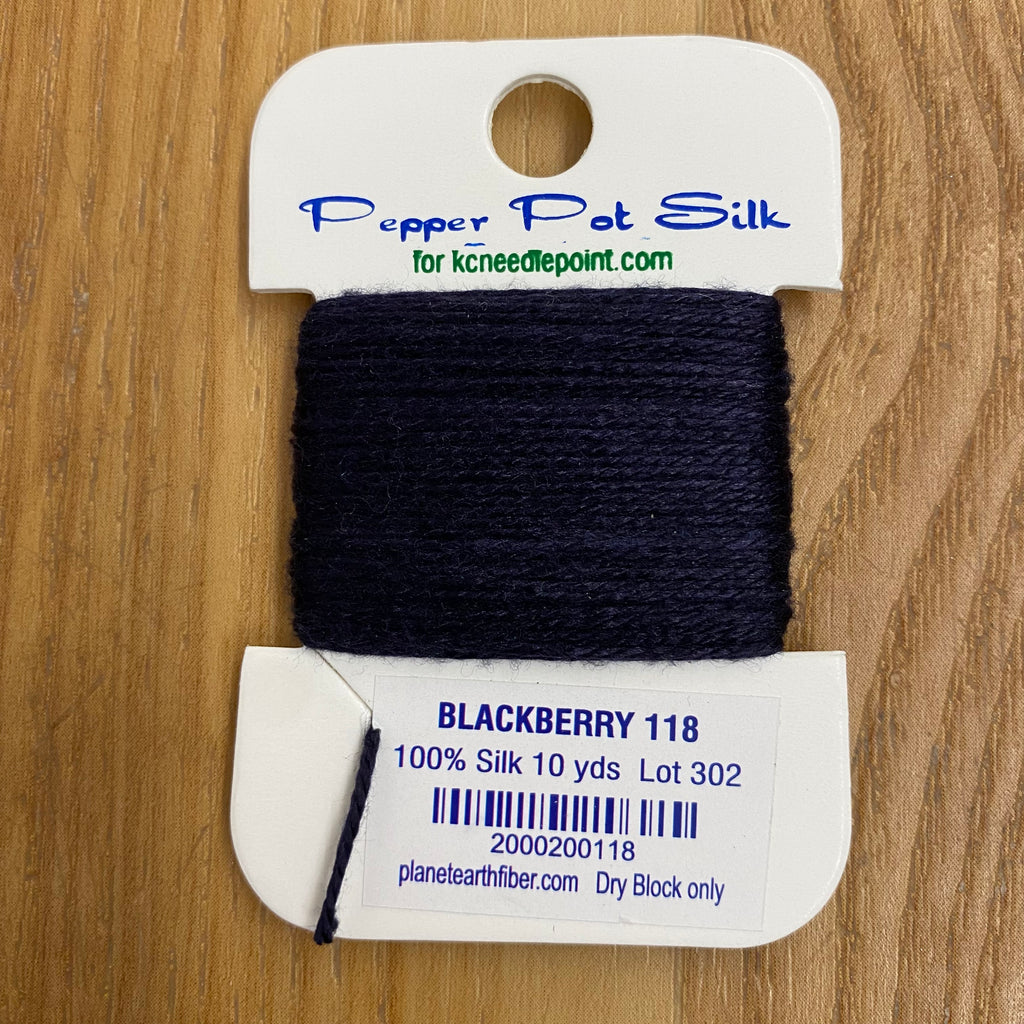 Pepper Pot Silk
for kcneedlepoint.com
BLACKBERRY 118
100% Silk 10 yds Lot 302
2000200118
planetearthfiber.com Dry Block only